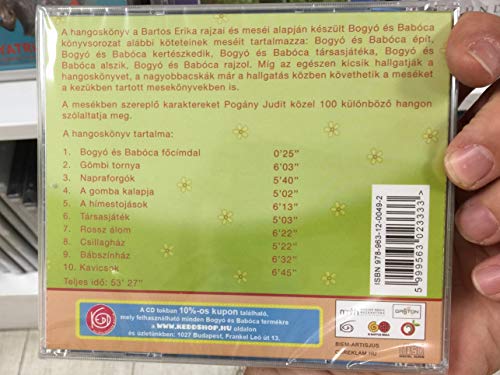 A hangoskönyv a Bartos Erika rajzai és meséi alapján készült Bogyó és Babóca
könyvsorozat alábbi köteteinek meséit tartalmazza: Bogyó és Babóca épít,
Bogyó és Babóca kertészkedik, Bogyó és Babóca társasjátéka, Bogyó és
Babóca alszik, Bogyó és Babóca rajzol. Míg az egészen kicsik hallgatják a
hangoskönyvet, a nagyobbacskák már a hallgatás közben követhetik a meséket
a kezükben tartott mesekönyvekben is.
A mesékben szereplő karaktereket Pogány Judit közel 100 különböző hangon
szólaltatja meg.
A hangoskönyv tartalma:
1. Bogyó és Babóca főcímdal 0'25"
2. Gömbi tornya 6'03"
3. Napraforgók 5'40"
4. A gomba kalapja 5'02"
5. A hímestojások 6'13"
6. Társasjáték 5'03"
7. Rossz álom 6'22"
8. Csillagház 5'22"
9. Bábszínház 6'32"
10. Kavicsok 6'45"
Teljes idő: 53' 27"
ISBN 978-963-12-0049-2
5 999563 023333 >
KEDD
A CD tokban 10%-os kupon található,
mely felhasználható minden Bogyó és Babóca termékre
a WWW.KEDDSHOP.HU oldalon
és üzletünkben: 1027 Budapest, Frankel Leó út 13.
BIEM-ARTISJUS